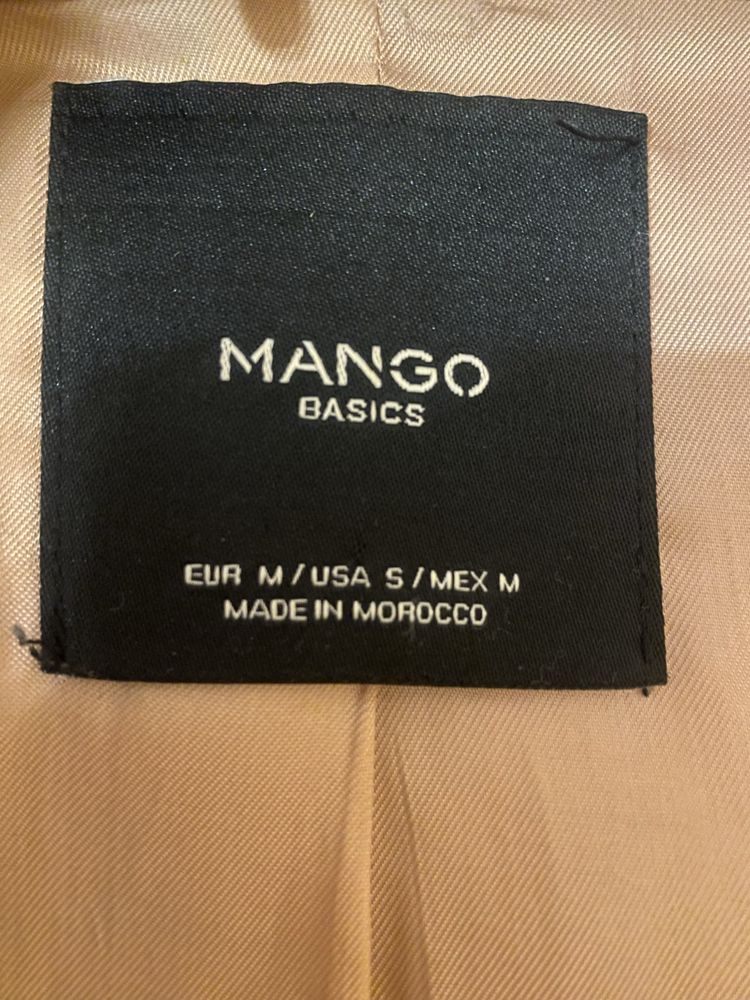 MANGO
BASICS
EUR M / USA S / MEX M
MADE IN MOROCCO